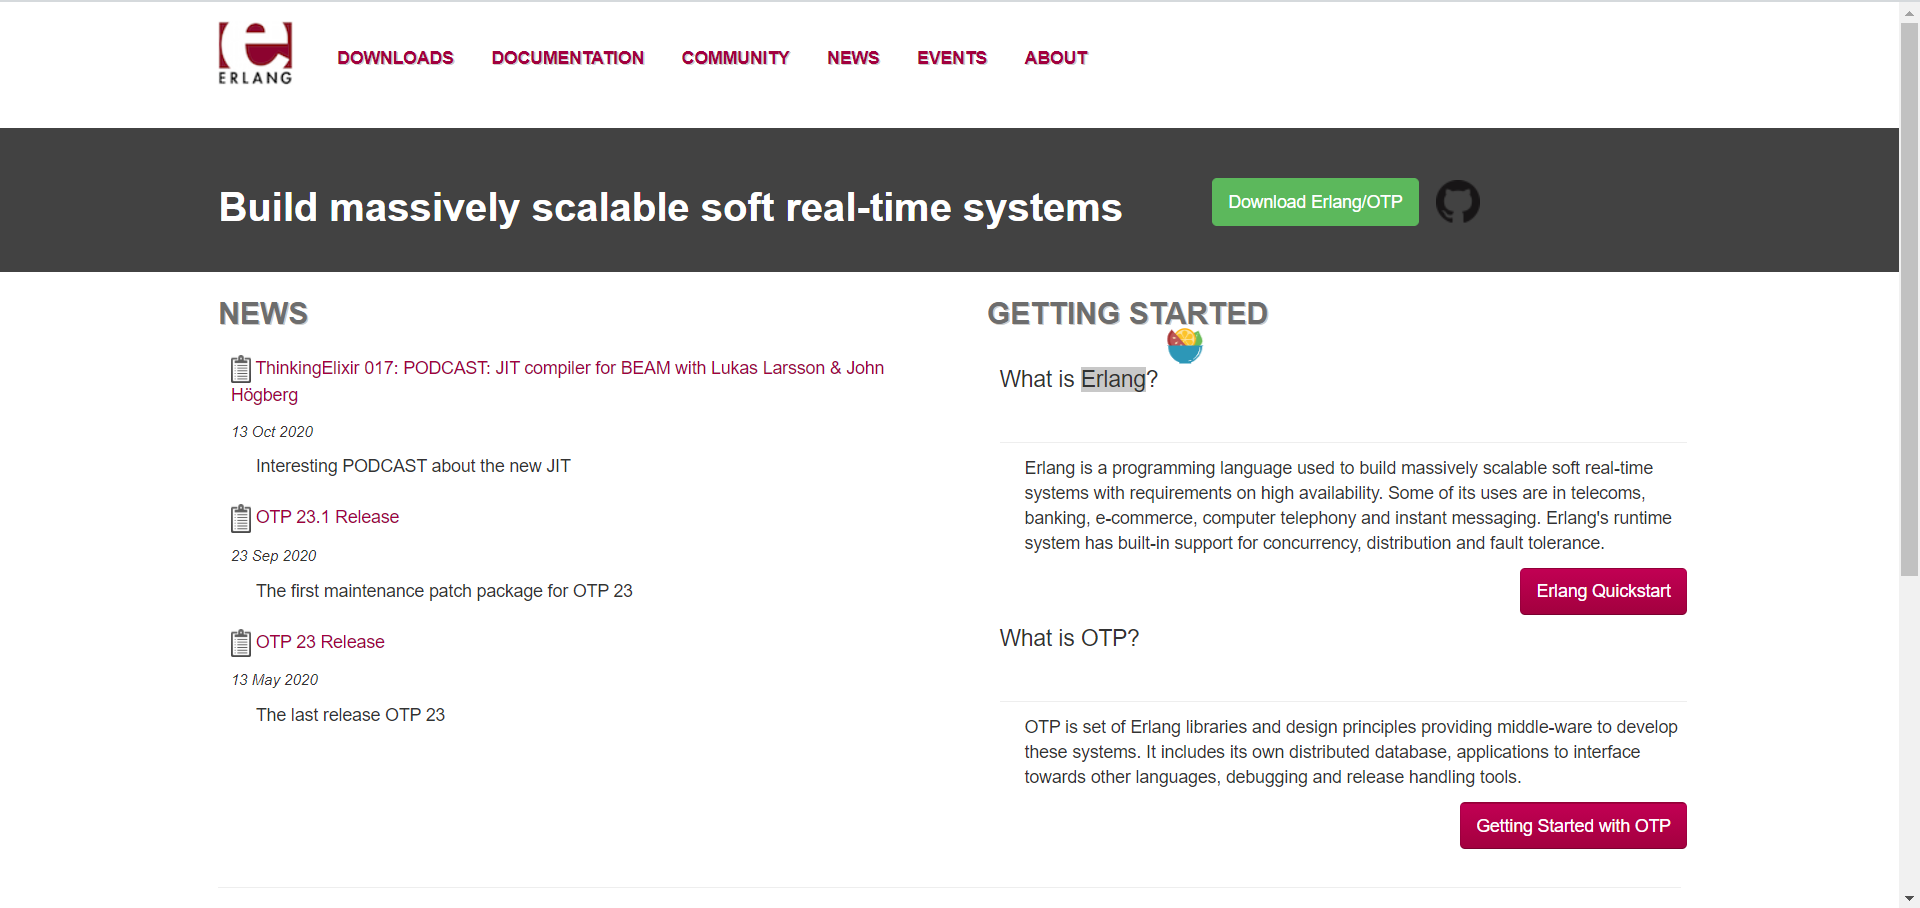 ERLANG
DOWNLOADS DOCUMENTATION COMMUNITY NEWS EVENTS ABOUT
Build massively scalable soft real-time systems
Download Erlang/OTP
NEWS
ThinkingElixir 017: PODCAST: JIT compiler for BEAM with Lukas Larsson & John
Högberg
13 Oct 2020
Interesting PODCAST about the new JIT
OTP 23.1 Release
23 Sep 2020
The first maintenance patch package for OTP 23
OTP 23 Release
13 May 2020
The last release OTP 23
GETTING STARTED
What is Erlang?
Erlang is a programming language used to build massively scalable soft real-time
systems with requirements on high availability. Some of its uses are in telecoms,
banking, e-commerce, computer telephony and instant messaging. Erlang's runtime
system has built-in support for concurrency, distribution and fault tolerance.
Erlang Quickstart
What is OTP?
OTP is set of Erlang libraries and design principles providing middle-ware to develop
these systems. It includes its own distributed database, applications to interface
towards other languages, debugging and release handling tools.
Getting Started with OTP